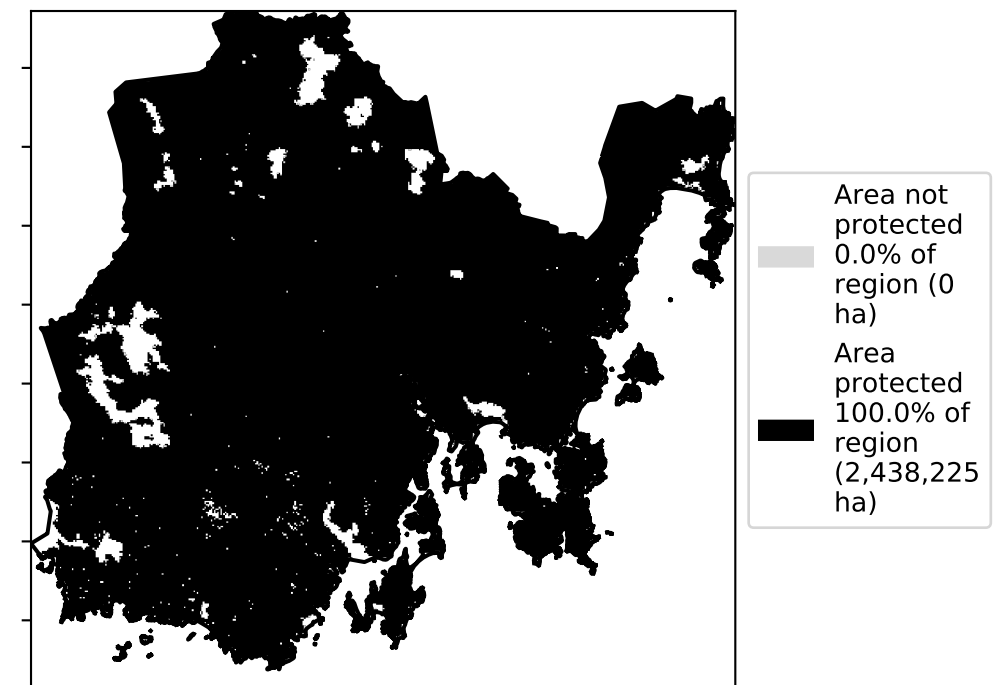 Area not
protected
0.0% of
region (0
ha)
Area
protected
100.0% of
region
(2,438,225
ha)